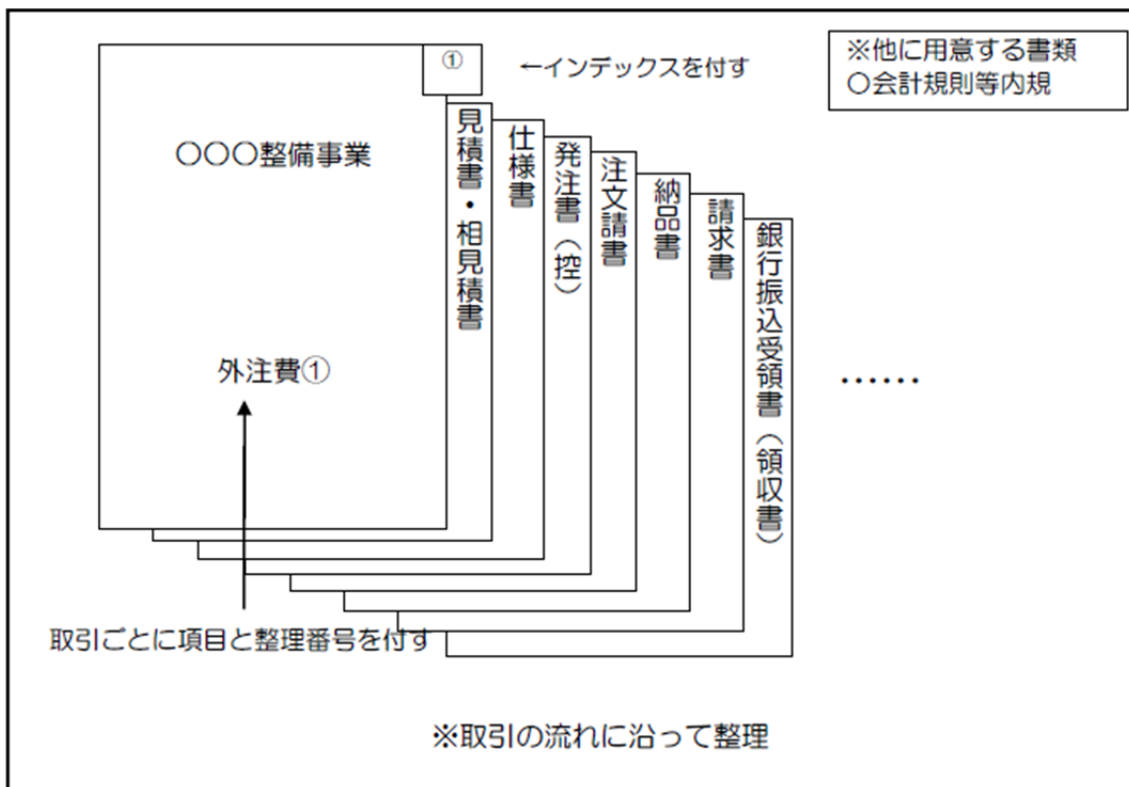 ①
←インデックスを付す
※他に用意する書類
〇会計規則等内規
〇〇〇整備事業
外注費①
見積書・相見積書
仕様書
発注書（控）
注文請書
納品書
請求書
銀行振込受領書（領収書）
……
取引ごとに項目と整理番号を付す
※取引の流れに沿って整理